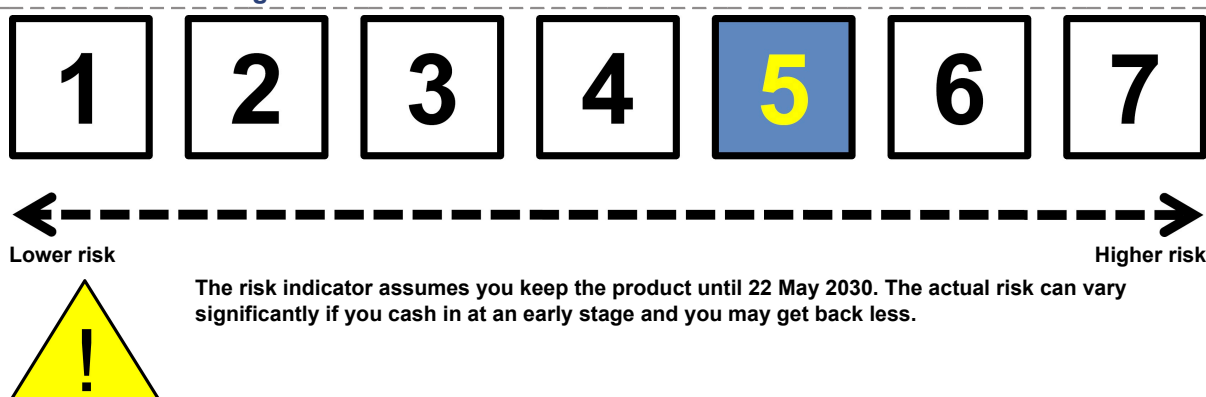 1 2 3 4 5 6 7
Lower risk Higher risk
The risk indicator assumes you keep the product until 22 May 2030. The actual risk can vary
significantly if you cash in at an early stage and you may get back less.
!